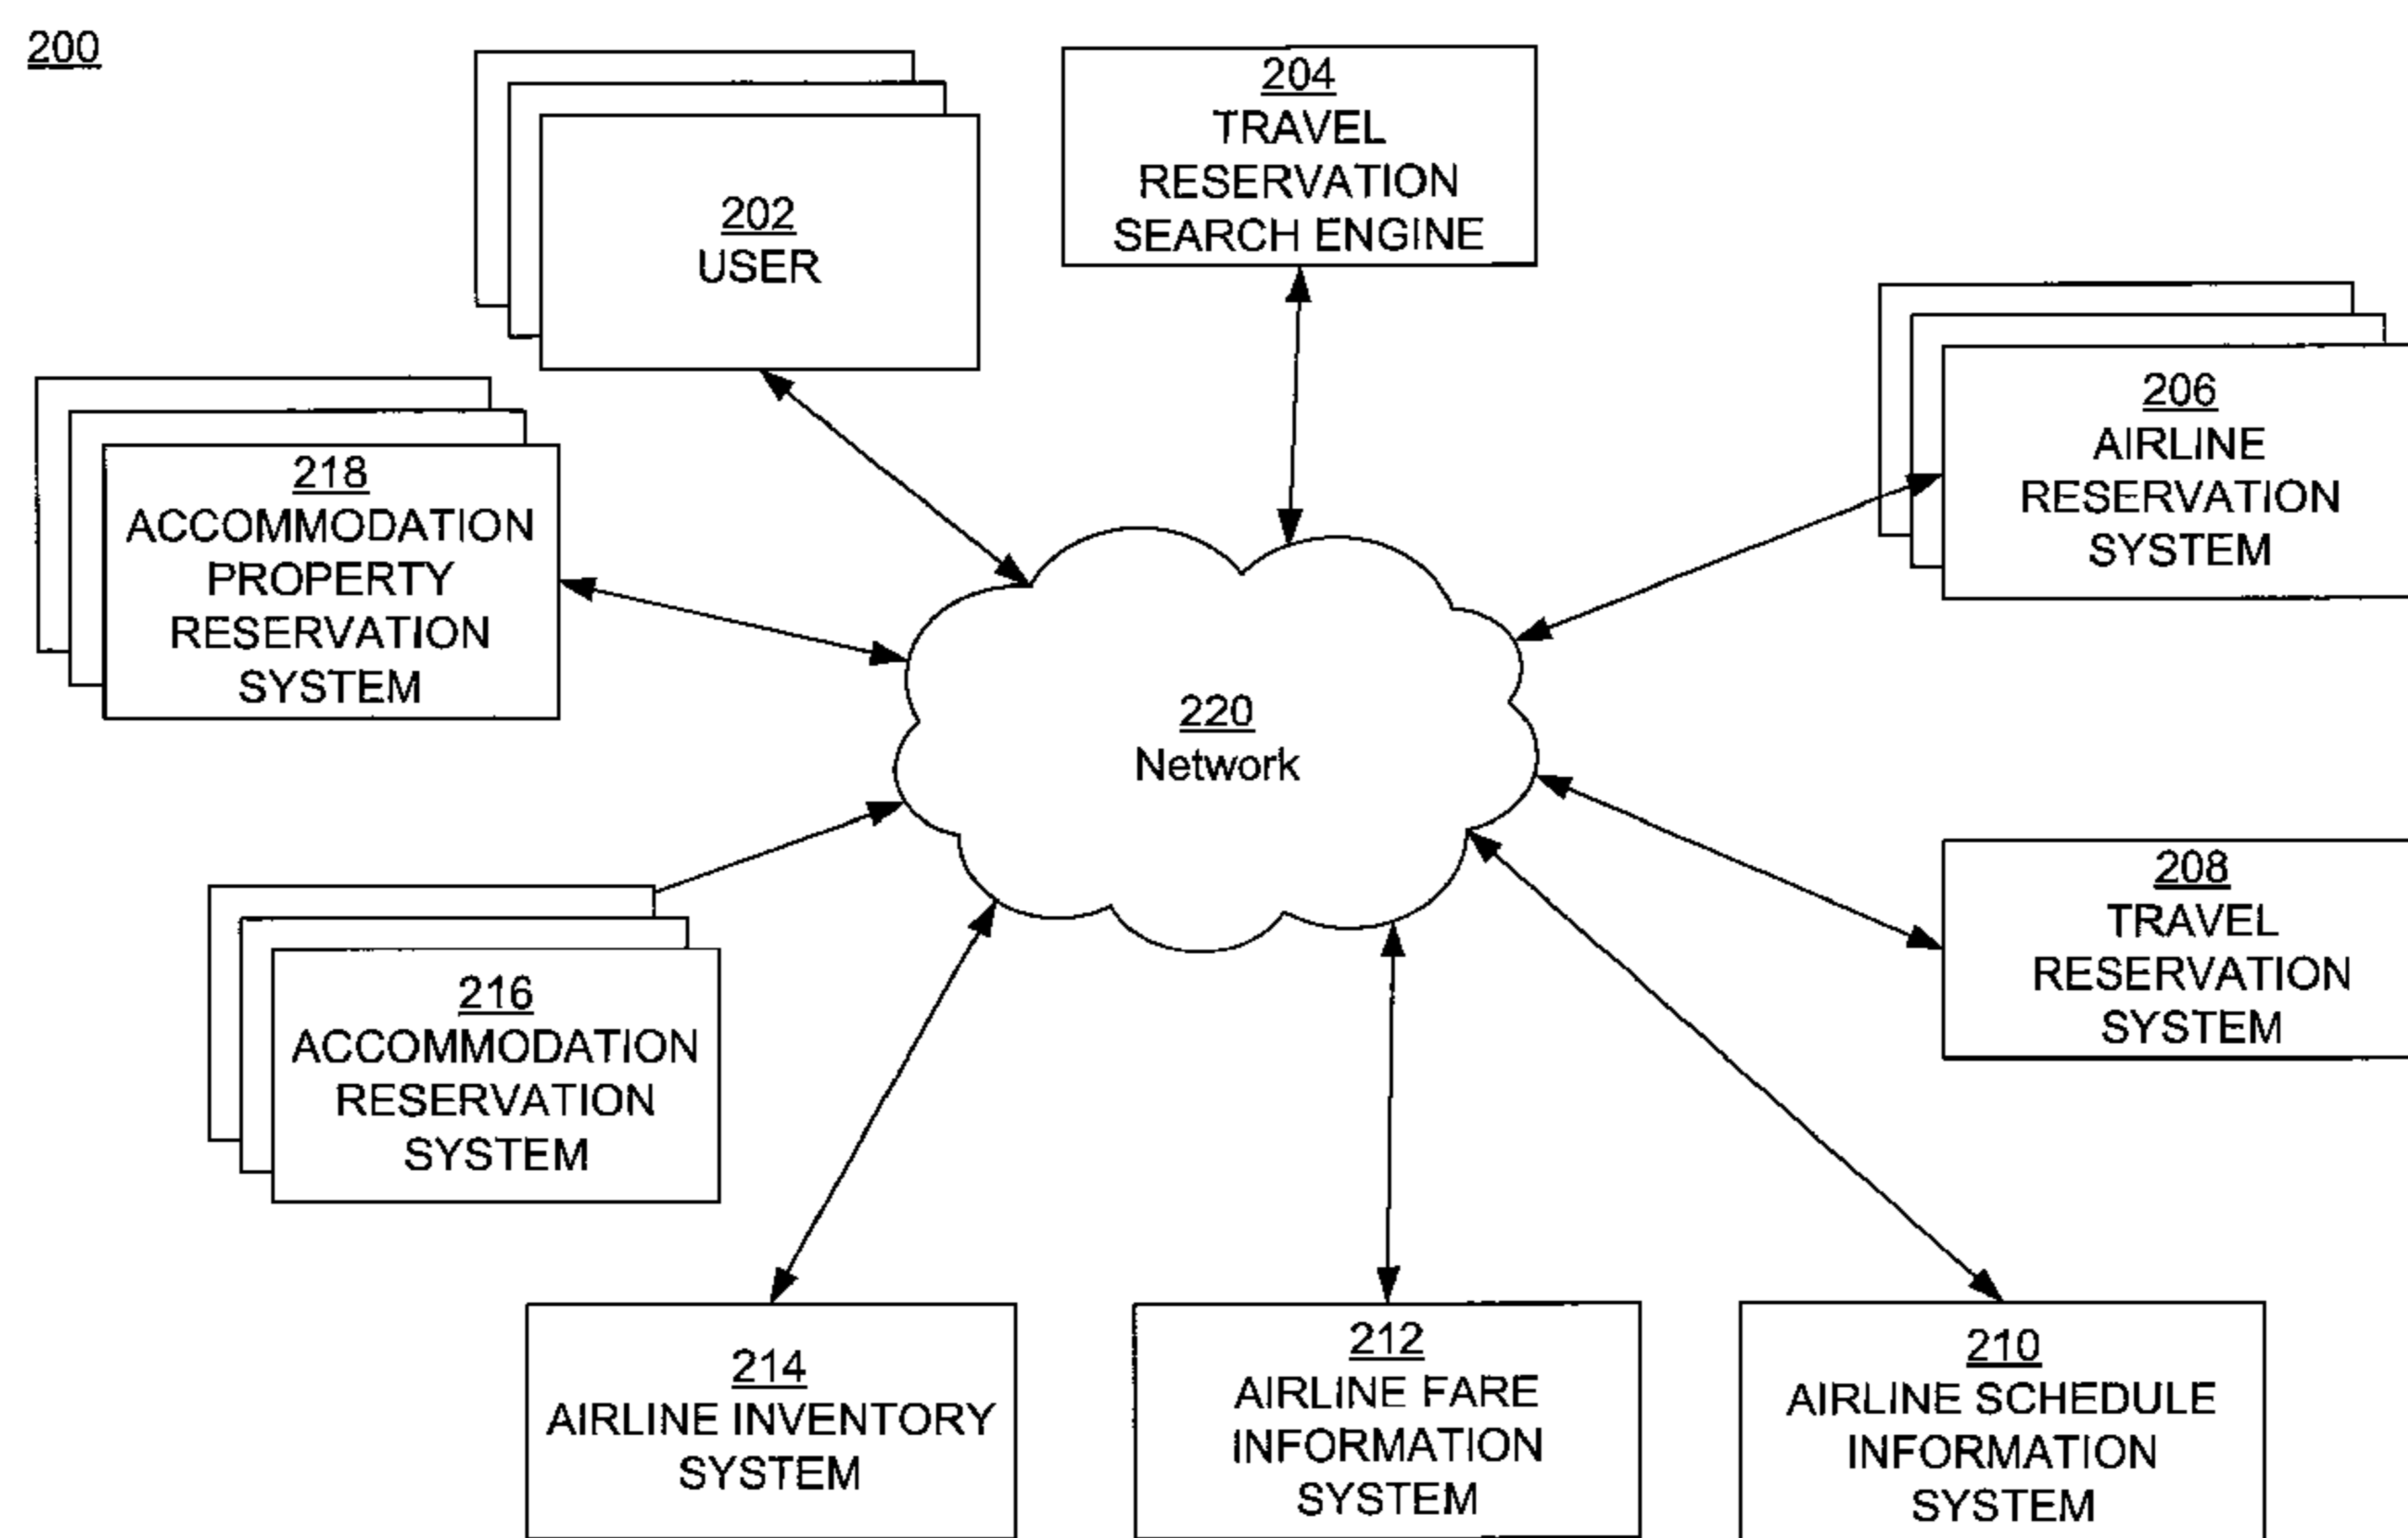 200
202
USER
204
TRAVEL
RESERVATION
SEARCH ENGINE
206
AIRLINE
RESERVATION
SYSTEM
218
ACCOMMODATION
PROPERTY
RESERVATION
SYSTEM
220
Network
208
TRAVEL
RESERVATION
SYSTEM
216
ACCOMMODATION
RESERVATION
SYSTEM
214
AIRLINE INVENTORY
SYSTEM
212
AIRLINE FARE
INFORMATION
SYSTEM
210
AIRLINE SCHEDULE
INFORMATION
SYSTEM